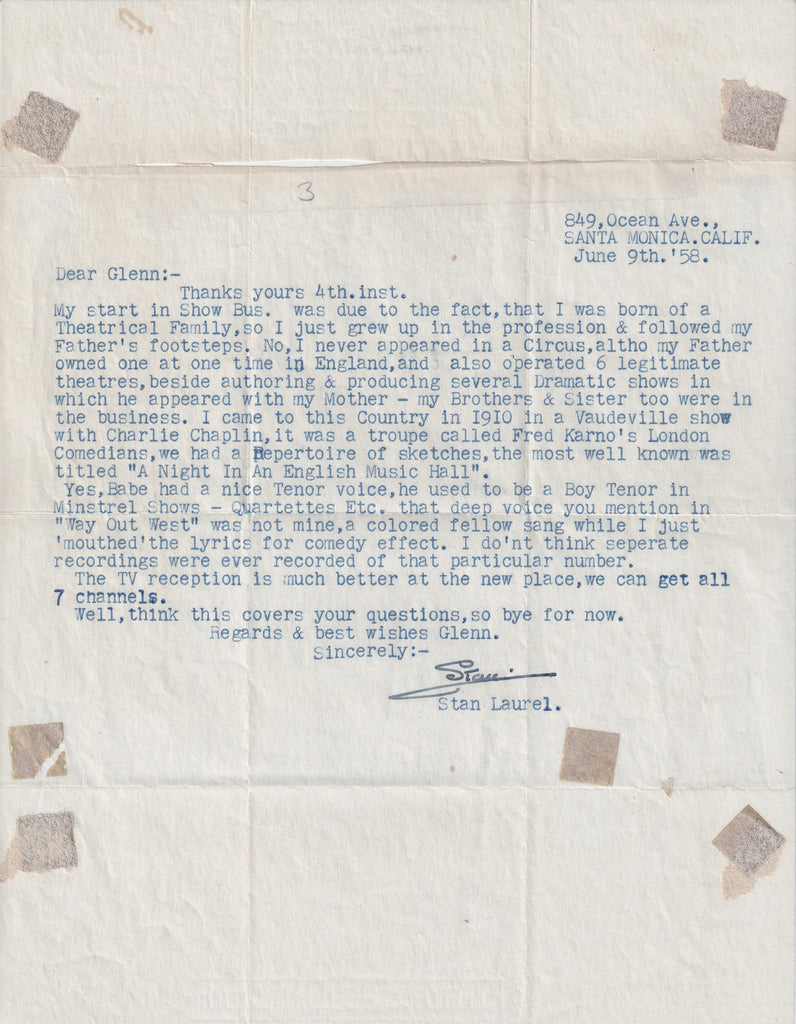 3
849,Ocean Ave.,
SANTA MONICA.CALIF.
June 9th.'58.
Dear Glenn:-
Thanks yours 4th.inst.
My start in Show Bus. was due to the fact,that I was born of a
Theatrical Family,so I just grew up in the profession & followed my
Father's footsteps. No,I never appeared in a Circus,altho my Father
owned one at one time in England,and also operated 6 legitimate
theatres,beside authoring & producing several Dramatic shows in
which he appeared with my Mother - my Brothers & Sister too were in
the business. I came to this Country in 1910 in a Vaudeville show
with Charlie Chaplin,it was a troupe called Fred Karno's London
Comedians,we had a Repertoire of sketches,the most well known was
titled "A Night In An English Music Hall".
Yes,Babe had a nice Tenor voice,he used to be a Boy Tenor in
Minstrel Shows - Quartettes Etc. that deep voice you mention in
"Way Out West" was not mine,a colored fellow sang while I just
'mouthed'the lyrics for comedy effect. I do'nt think seperate
recordings were ever recorded of that particular number.
The TV reception is much better at the new place,we can get all
7 channels.
Well,think this covers your questions,so bye for now.
Regards & best wishes Glenn.
Sincerely:-
Stan
Stan Laurel.